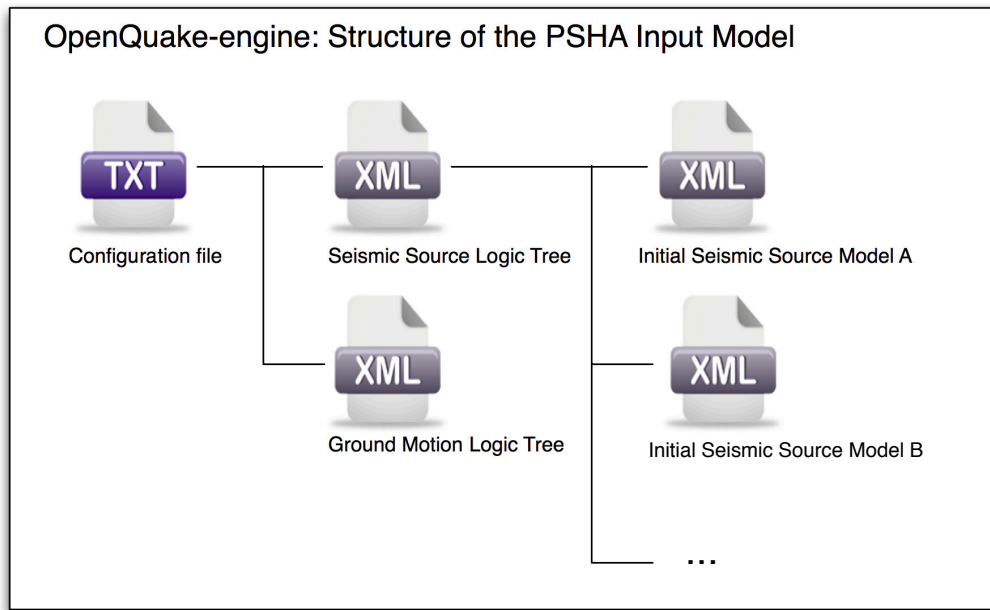 OpenQuake-engine: Structure of the PSHA Input Model
TXT
XML
XML
Configuration file
Seismic Source Logic Tree
Initial Seismic Source Model A
XML
XML
Ground Motion Logic Tree
Initial Seismic Source Model B
...